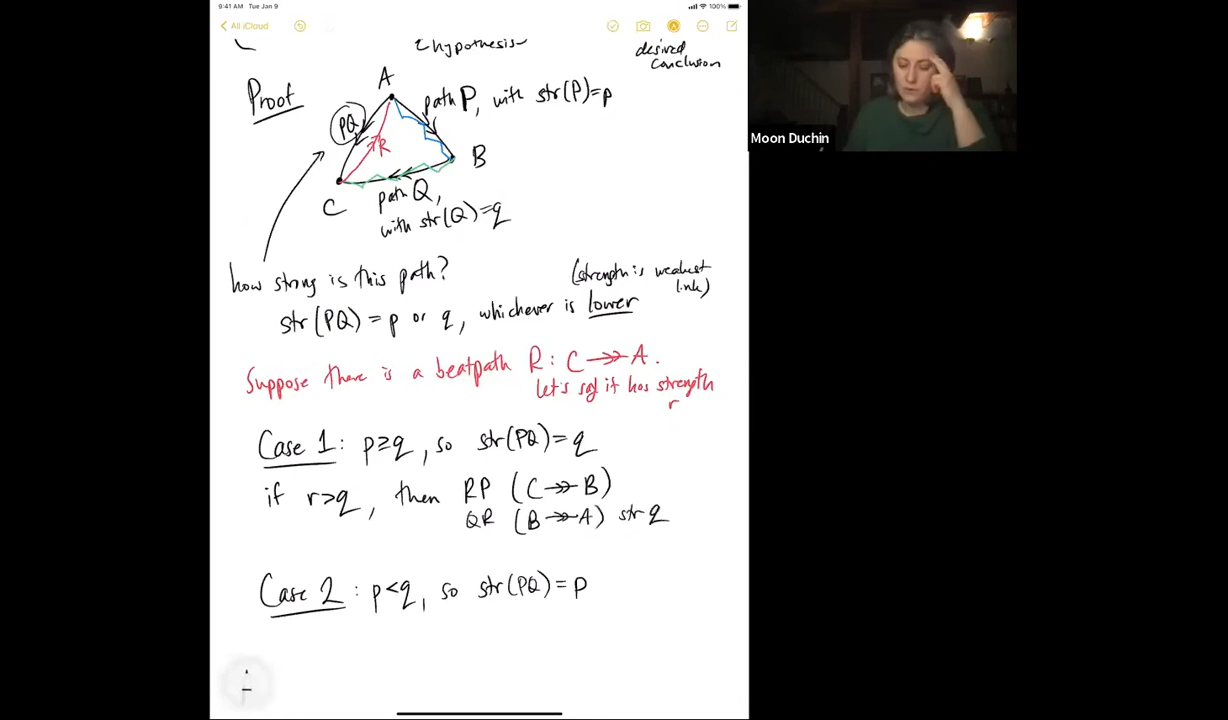 9:41 AM Tue Jan 9
100%
All iCloud
hypothesis
desired conclusion
Proof
A
path P, with str(P)=p
PQ
R
B
C
path Q,
with str(Q)=q
how strong is this path?
(strength is weakest link)
str(PQ) = p or q, whichever is lower
Suppose there is a beatpath R: C ↠ A.
let's say it has strength
r
Case 1: p≥q, so str(PQ)=q
if r>q, then RP (C ↠ B)
QR (B ↠ A) str q
Case 2: p<q, so str(PQ)=p
Moon Duchin